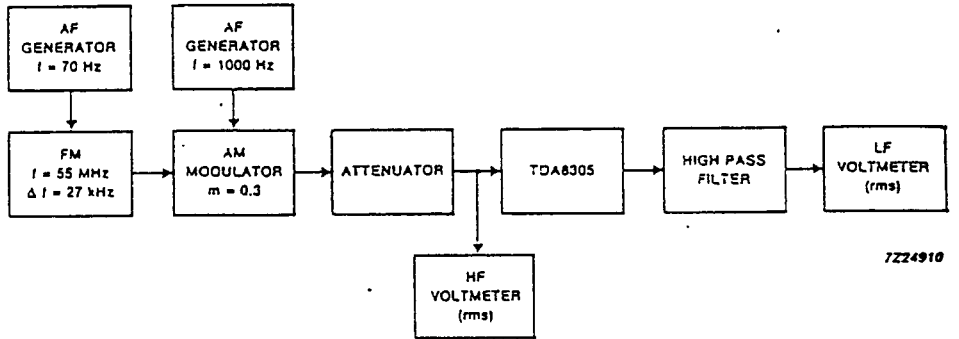 AF
GENERATOR
f = 70 Hz
AF
GENERATOR
f = 1000 Hz
FM
f = 55 MHz
Δ f = 27 kHz
AM
MODULATOR
m = 0.3
ATTENUATOR
TDA8305
HIGH PASS
FILTER
LF
VOLTMETER
(rms)
HF
VOLTMETER
(rms)
7Z24910